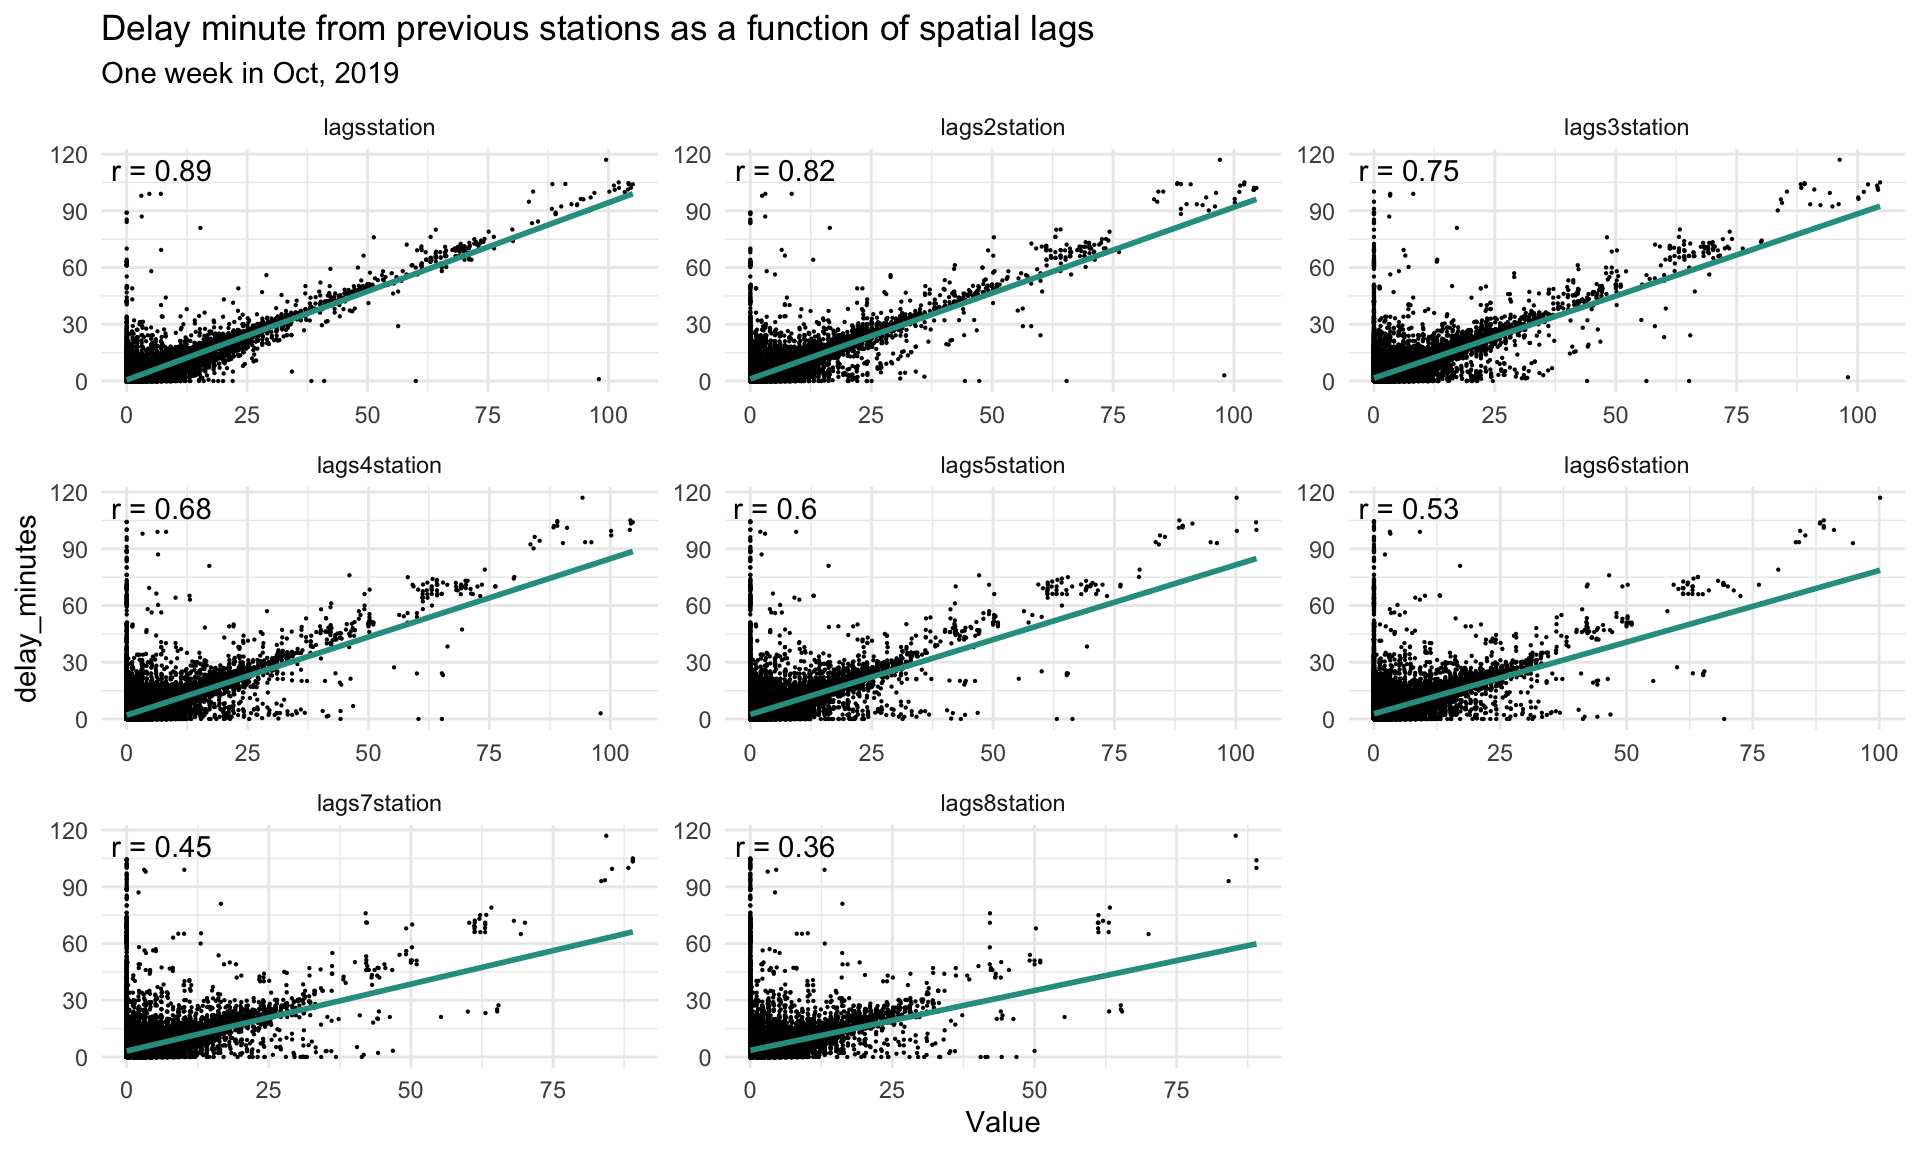 Delay minute from previous stations as a function of spatial lags
One week in Oct, 2019
lagsstation
lags2station
lags3station
r = 0.89
r = 0.82
r = 0.75
120
90
60
30
0
0 25 50 75 100
120
90
60
30
0
0 25 50 75 100
120
90
60
30
0
0 25 50 75 100
delay_minutes
lags4station
lags5station
lags6station
r = 0.68
r = 0.6
r = 0.53
120
90
60
30
0
0 25 50 75 100
120
90
60
30
0
0 25 50 75 100
120
90
60
30
0
0 25 50 75 100
lags7station
lags8station
r = 0.45
r = 0.36
120
90
60
30
0
0 25 50 75
120
90
60
30
0
0 25 50 75
Value